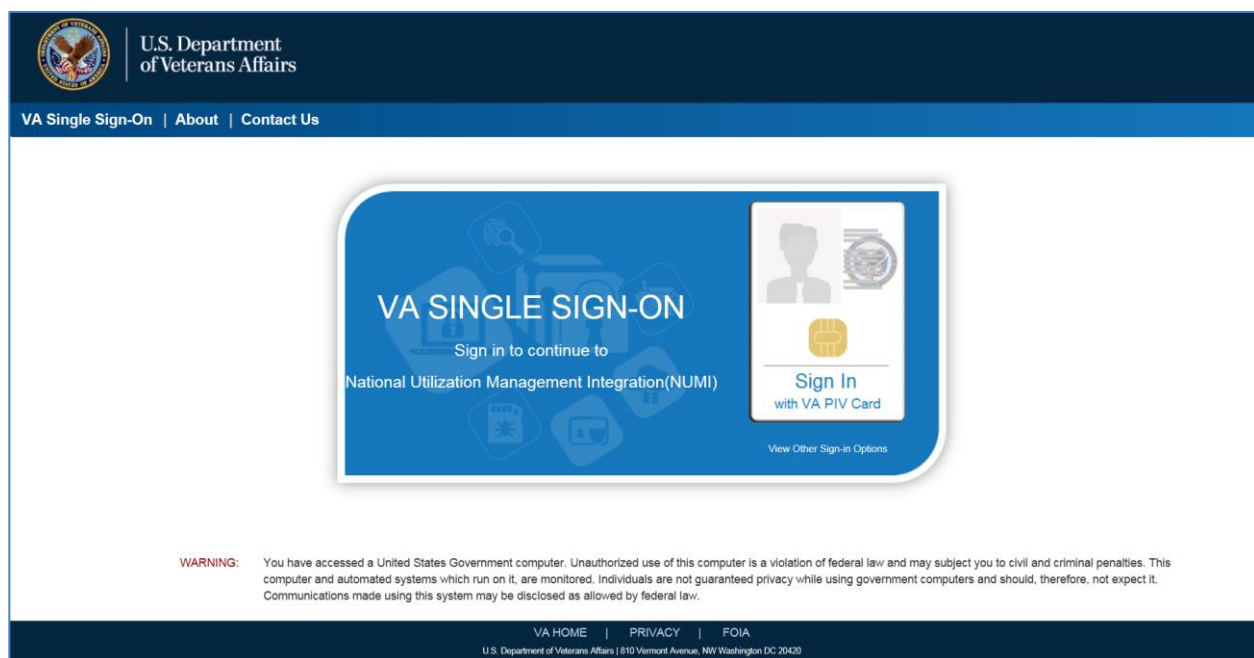 U.S. Department
of Veterans Affairs
VA Single Sign-On | About | Contact Us
VA SINGLE SIGN-ON
Sign in to continue to
National Utilization Management Integration(NUMI)
Sign In
with VA PIV Card
View Other Sign-in Options
WARNING: You have accessed a United States Government computer. Unauthorized use of this computer is a violation of federal law and may subject you to civil and criminal penalties. This
computer and automated systems which run on it, are monitored. Individuals are not guaranteed privacy while using government computers and should, therefore, not expect it.
Communications made using this system may be disclosed as allowed by federal law.
VA HOME | PRIVACY | FOIA
U.S. Department of Veterans Affairs | 810 Vermont Avenue, NW Washington DC 20420